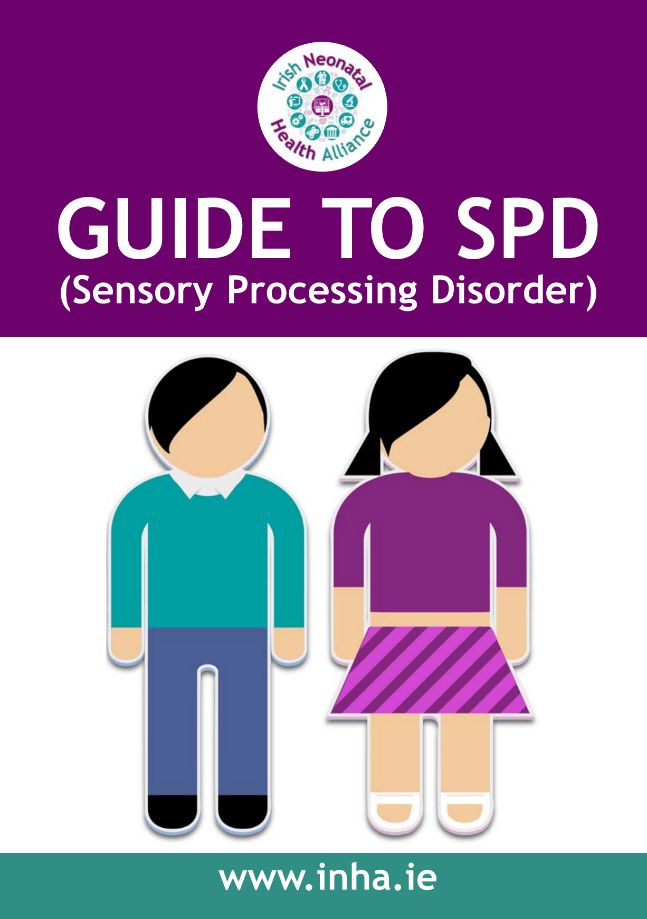 Irish Neonatal
Health Alliance
GUIDE TO SPD
(Sensory Processing Disorder)
www.inha.ie